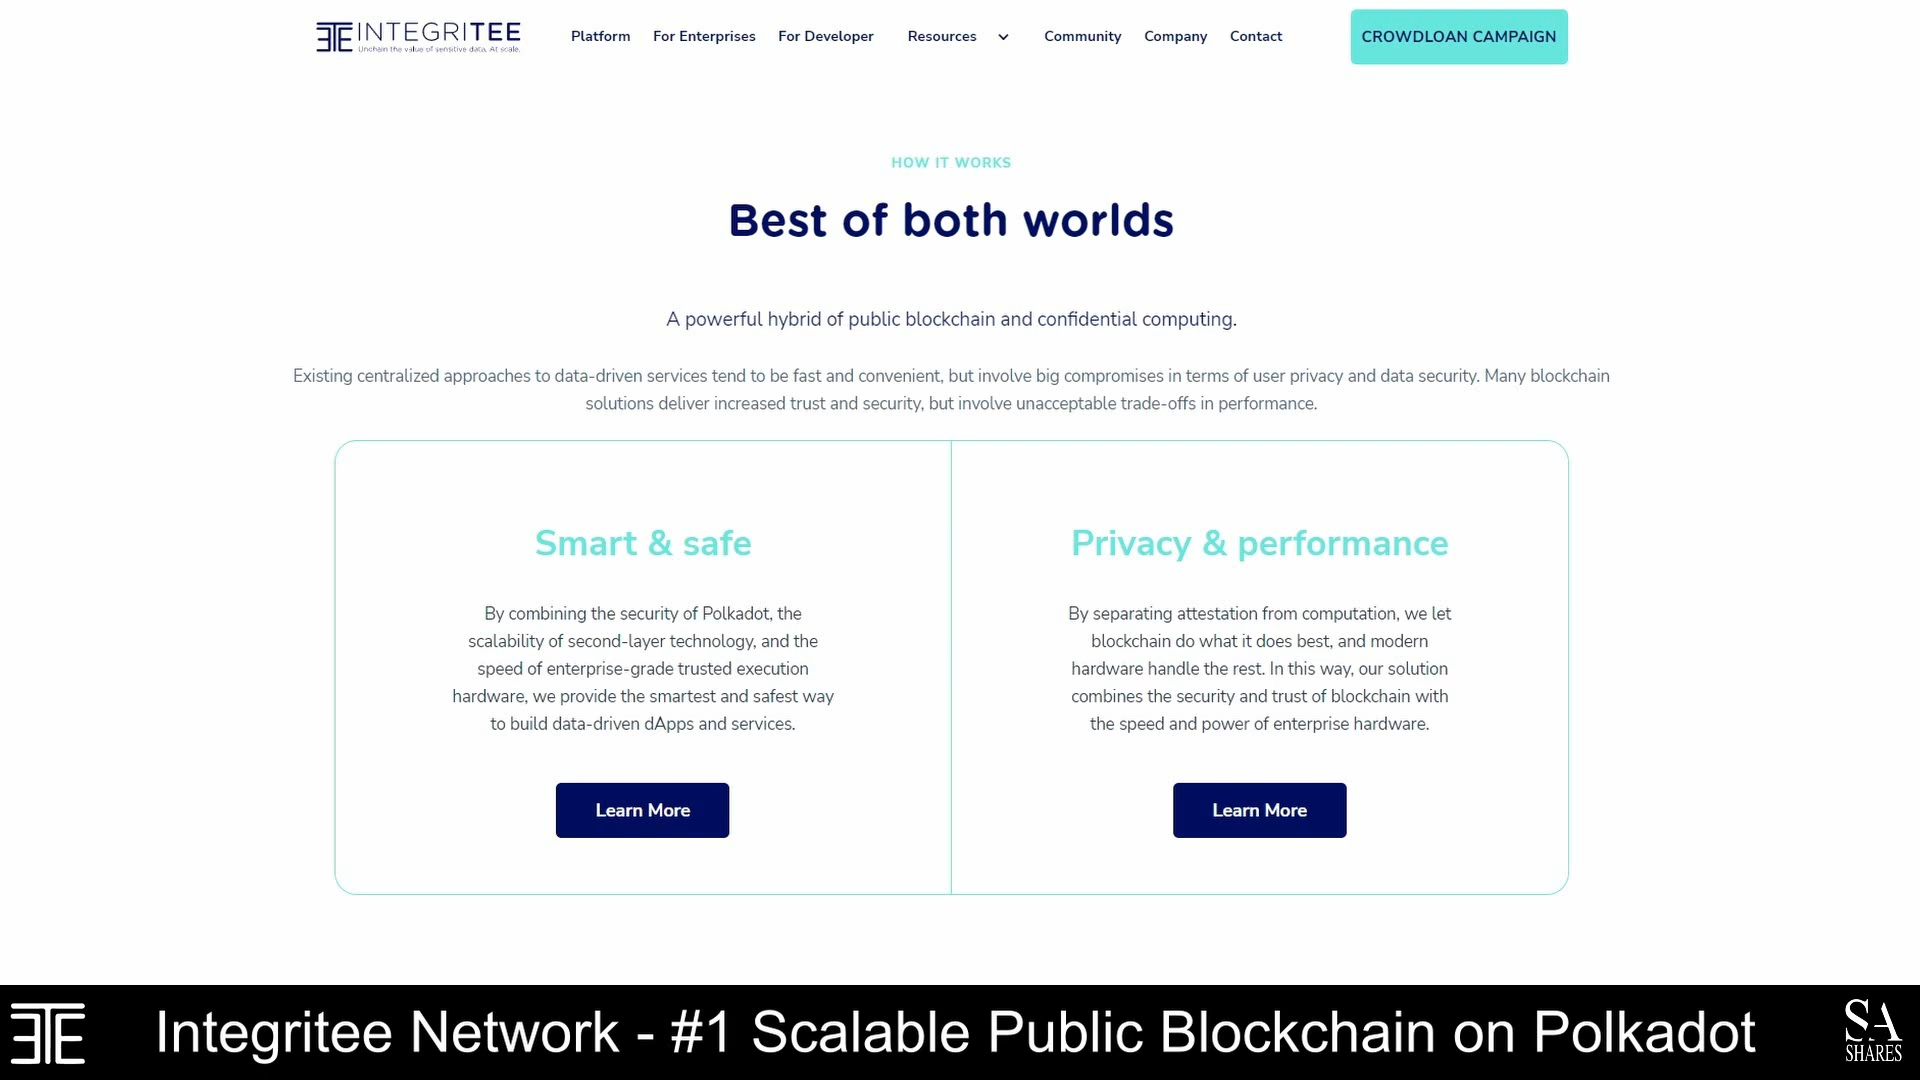 INTEGRITEE
Unchain the value of sensitive data. At scale.
Platform
For Enterprises
For Developer
Resources
Community
Company
Contact
CROWDLOAN CAMPAIGN
HOW IT WORKS
Best of both worlds
A powerful hybrid of public blockchain and confidential computing.
Existing centralized approaches to data-driven services tend to be fast and convenient, but involve big compromises in terms of user privacy and data security. Many blockchain
solutions deliver increased trust and security, but involve unacceptable trade-offs in performance.
Smart & safe
By combining the security of Polkadot, the
scalability of second-layer technology, and the
speed of enterprise-grade trusted execution
hardware, we provide the smartest and safest way
to build data-driven dApps and services.
Learn More
Privacy & performance
By separating attestation from computation, we let
blockchain do what it does best, and modern
hardware handle the rest. In this way, our solution
combines the security and trust of blockchain with
the speed and power of enterprise hardware.
Learn More
Integritee Network - #1 Scalable Public Blockchain on Polkadot
SA
SHARES